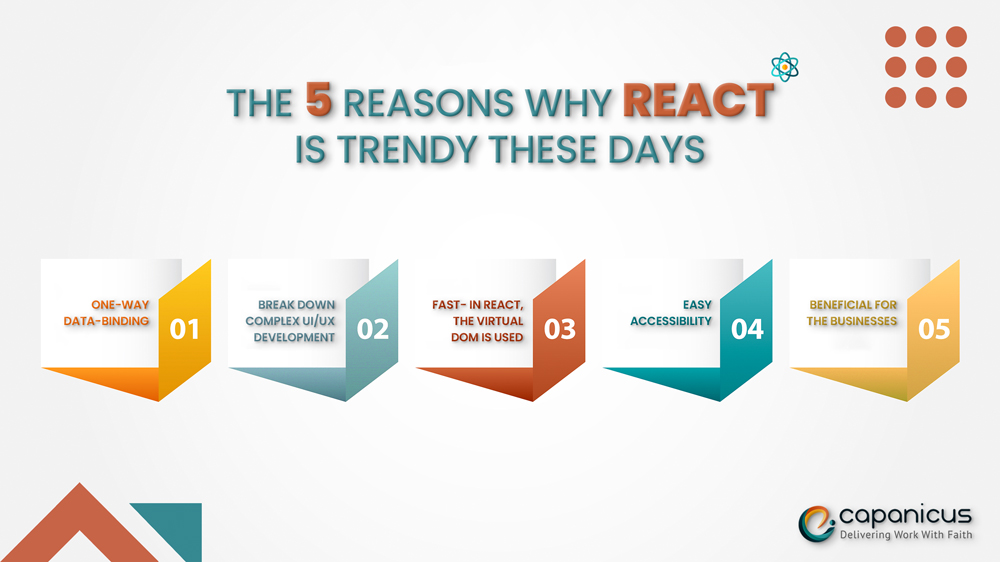 THE 5 REASONS WHY REACT
IS TRENDY THESE DAYS
ONE-WAY
DATA-BINDING
01
BREAK DOWN
COMPLEX UI/UX
DEVELOPMENT
02
FAST- IN REACT,
THE VIRTUAL
DOM IS USED
03
EASY
ACCESSIBILITY
04
BENEFICIAL FOR
THE BUSINESSES
05
capanicus
Delivering Work With Faith